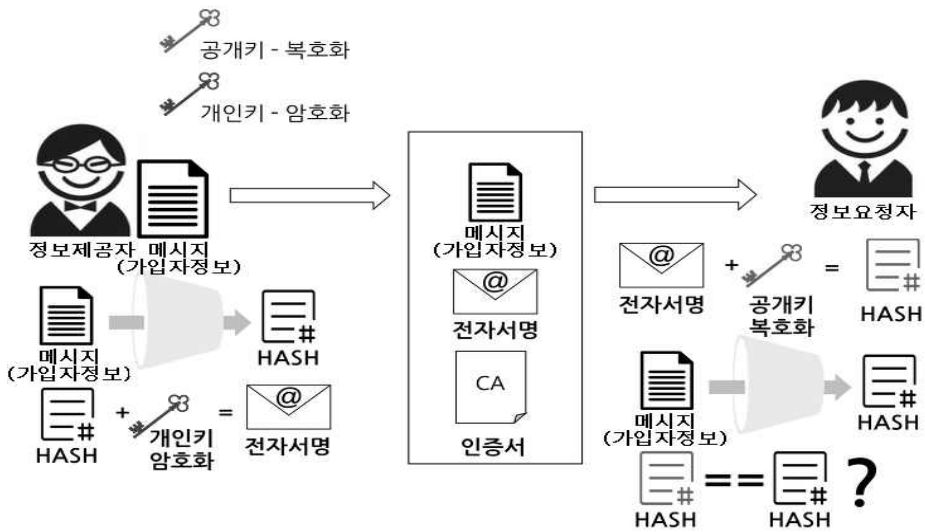 공개키 - 복호화
개인키 - 암호화
정보제공자
메시지
(가입자정보)
메시지
(가입자정보)
#
HASH
#
HASH
+
개인키
암호화
=
@
전자서명
메시지
(가입자정보)
@
전자서명
CA
인증서
정보요청자
@
전자서명
+
공개키
복호화
=
#
HASH
메시지
(가입자정보)
#
HASH
#
HASH
==
#
HASH
?